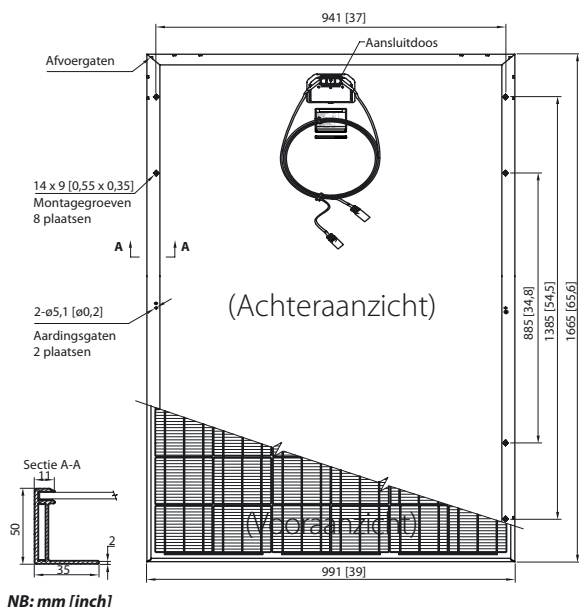 941 [37]
Aansluitdoos
Afvoergaten
14 x 9 [0,55 x 0,35]
Montagegroeven
8 plaatsen
A A
(Achteraanzicht)
2-ø5,1 [ø0,2]
Aardingsgaten
2 plaatsen
885 [34,8]
1385 [54,5]
1665 [65,6]
Sectie A-A
11
50
2
35
(Vooraanzicht)
991 [39]
NB: mm [inch]